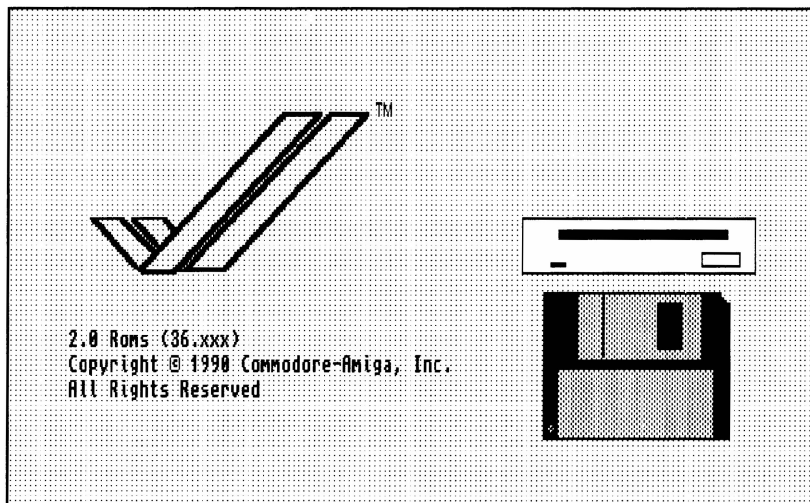 TM
2.0 Roms (36.xxx)
Copyright © 1990 Commodore-Amiga, Inc.
All Rights Reserved